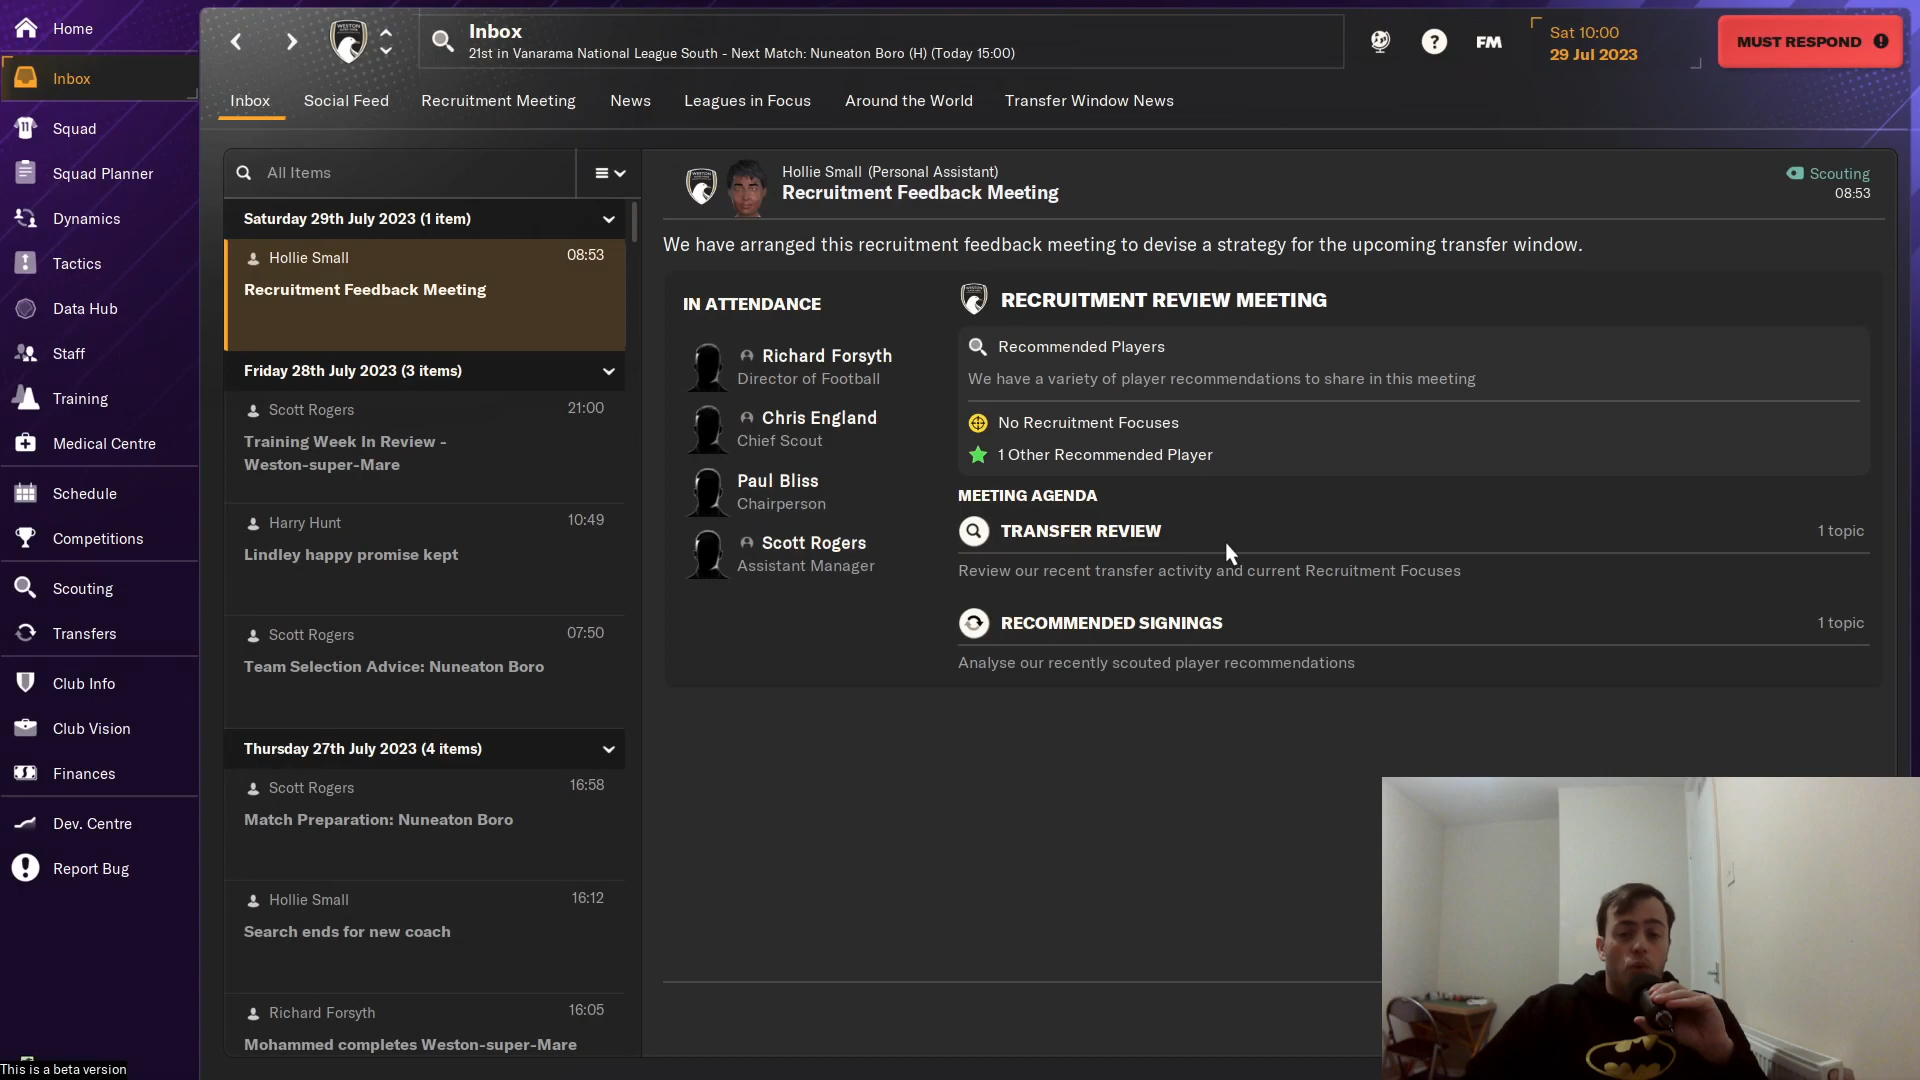 Home
Inbox
Squad
Squad Planner
Dynamics
Tactics
Data Hub
Staff
Training
Medical Centre
Schedule
Competitions
Scouting
Transfers
Club Info
Club Vision
Finances
Dev. Centre
Report Bug
This is a beta version
Inbox
21st in Vanarama National League South - Next Match: Nuneaton Boro (H) (Today 15:00)
?
FM
Sat 10:00
29 Jul 2023
MUST RESPOND
Inbox
Social Feed
Recruitment Meeting
News
Leagues in Focus
Around the World
Transfer Window News
All Items
Saturday 29th July 2023 (1 item)
Hollie Small
08:53
Recruitment Feedback Meeting
Friday 28th July 2023 (3 items)
Scott Rogers
21:00
Training Week In Review -
Weston-super-Mare
Harry Hunt
10:49
Lindley happy promise kept
Scott Rogers
07:50
Team Selection Advice: Nuneaton Boro
Thursday 27th July 2023 (4 items)
Scott Rogers
16:58
Match Preparation: Nuneaton Boro
Hollie Small
16:12
Search ends for new coach
Richard Forsyth
16:05
Mohammed completes Weston-super-Mare
Hollie Small (Personal Assistant)
Recruitment Feedback Meeting
Scouting
08:53
We have arranged this recruitment feedback meeting to devise a strategy for the upcoming transfer window.
IN ATTENDANCE
Richard Forsyth
Director of Football
Chris England
Chief Scout
Paul Bliss
Chairperson
Scott Rogers
Assistant Manager
RECRUITMENT REVIEW MEETING
Recommended Players
We have a variety of player recommendations to share in this meeting
No Recruitment Focuses
1 Other Recommended Player
MEETING AGENDA
TRANSFER REVIEW
1 topic
Review our recent transfer activity and current Recruitment Focuses
RECOMMENDED SIGNINGS
1 topic
Analyse our recently scouted player recommendations